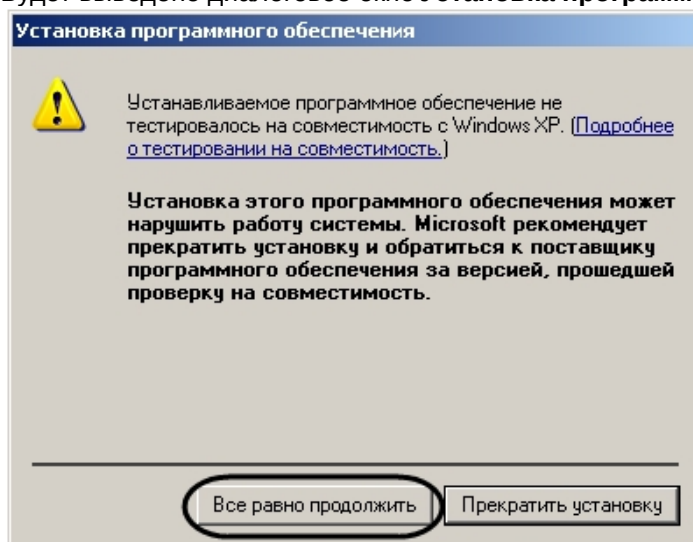 Установка программного обеспечения
Устанавливаемое программное обеспечение не
тестировалось на совместимость с Windows XP. (Подробнее
о тестировании на совместимость.)
Установка этого программного обеспечения может
нарушить работу системы. Microsoft рекомендует
прекратить установку и обратиться к поставщику
программного обеспечения за версией, прошедшей
проверку на совместимость.
Все равно продолжить Прекратить установку